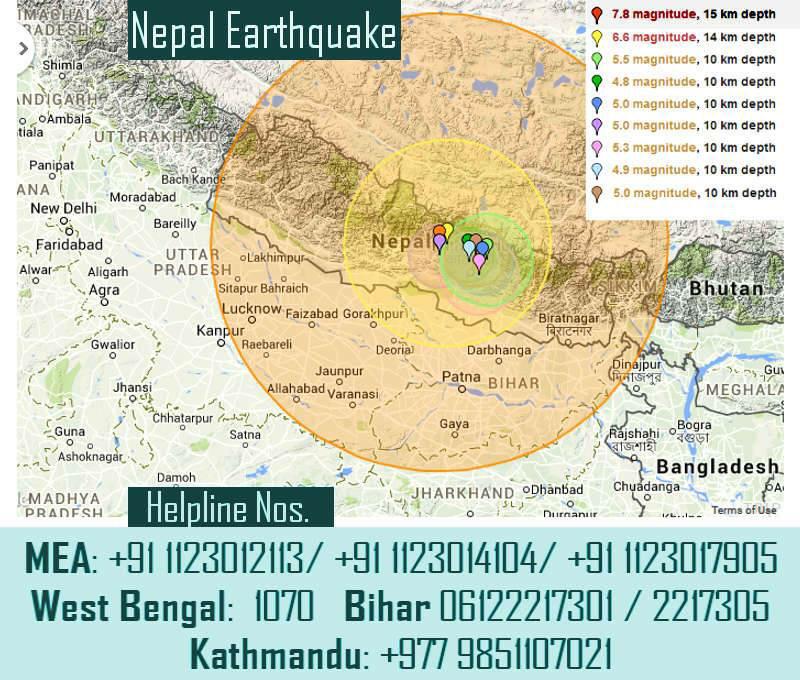 Nepal Earthquake
7.8 magnitude, 15 km depth
6.6 magnitude, 14 km depth
5.5 magnitude, 10 km depth
4.8 magnitude, 10 km depth
5.0 magnitude, 10 km depth
5.0 magnitude, 10 km depth
5.3 magnitude, 10 km depth
4.9 magnitude, 10 km depth
5.0 magnitude, 10 km depth
PRADESH
Shimla
Ambala
UTTARAKHAND
Panipat
Bach Kande
Moradabad
New Delhi
Bareilly
Faridabad
Nepal
UTTAR
PRADESH
Lakhimpur
Alwar
Aligarh
Sitapur Bahraich
SIKKIM
Bhutan
Agra
Lucknow
Faizabad Gorakhpur
Biratnagar
बिराटनगर
Kanpur
Raebareli
Deoria
Darbhanga
Gwalior
Dinajpur
দিনাজপুর
Jaunpur
Patna
BIHAR
MEGHALA
Jhansi
Allahabad
Varanasi
Chhatarpur
Gaya
Guna
Satna
Rajshahi
রাজশাহী
Bogra
বগুড়া
Ashoknagar
Bangladesh
Damoh
Chuadanga
MADHYA
PRADESH
JHARKHAND
Dhanbad
Terms of Use
Helpline Nos.
MEA: +91 1123012113/ +91 1123014104/ +91 1123017905
West Bengal: 1070 Bihar 06122217301 / 2217305
Kathmandu: +977 9851107021